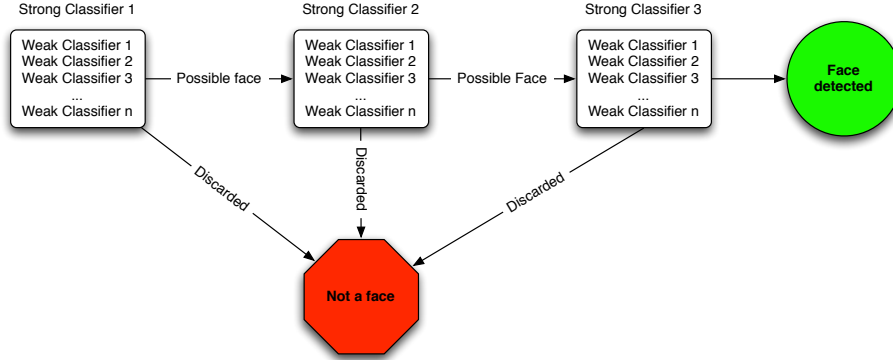 Strong Classifier 1
Weak Classifier 1
Weak Classifier 2
Weak Classifier 3
...
Weak Classifier n
Possible face
Strong Classifier 2
Weak Classifier 1
Weak Classifier 2
Weak Classifier 3
...
Weak Classifier n
Possible Face
Strong Classifier 3
Weak Classifier 1
Weak Classifier 2
Weak Classifier 3
...
Weak Classifier n
Face
detected
Discarded
Discarded
Discarded
Not a face